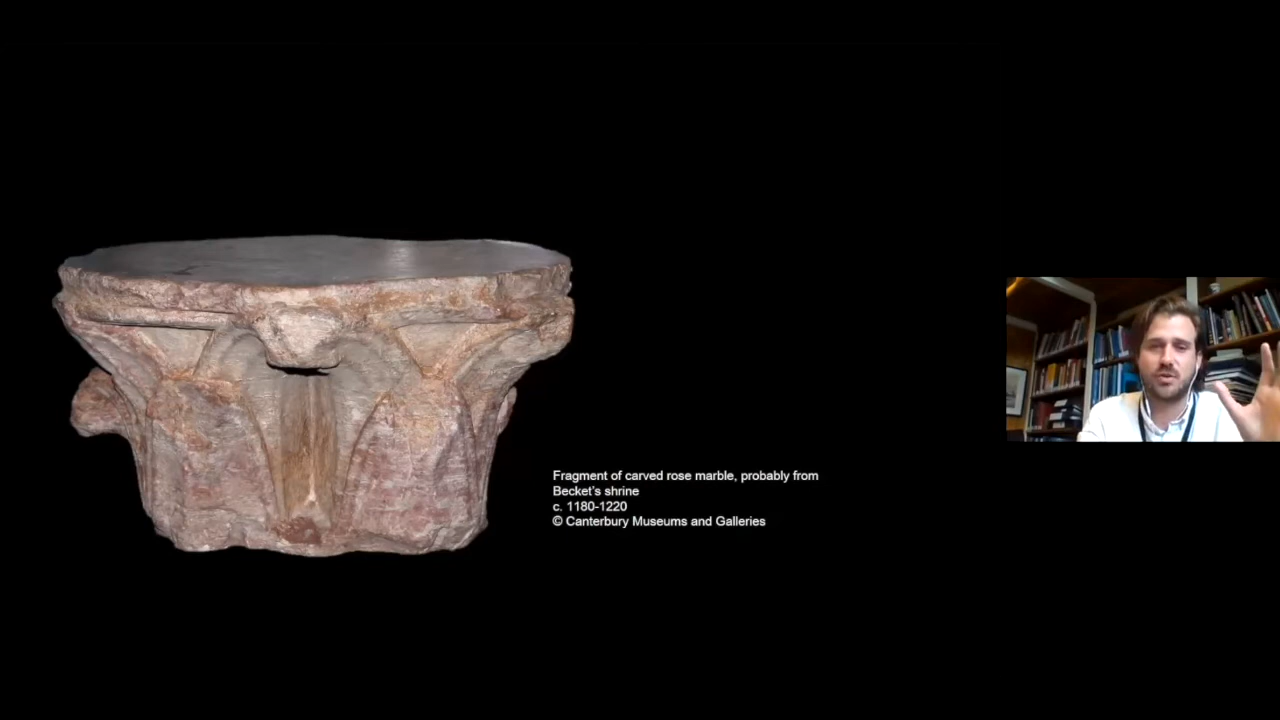 Fragment of carved rose marble, probably from
Becket's shrine
c. 1180-1220
© Canterbury Museums and Galleries